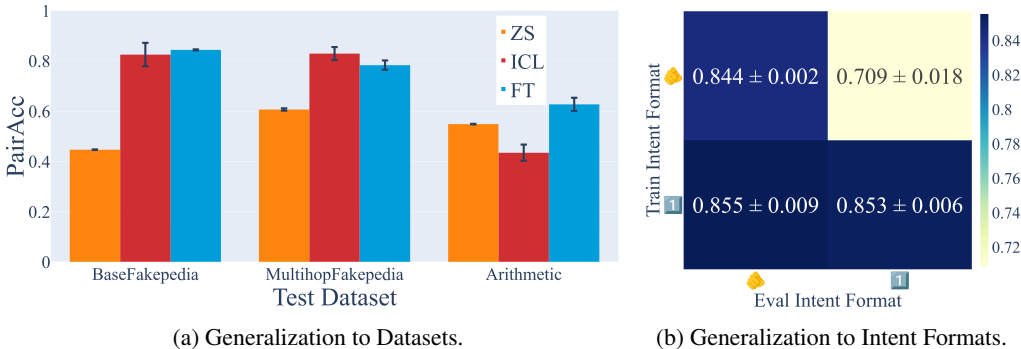 1
0.8
0.6
0.4
0.2
0
PairAcc
ZS
ICL
FT
BaseFakepedia
MultihopFakepedia
Arithmetic
Test Dataset
(a) Generalization to Datasets.
Train Intent Format
0.844 ± 0.002
0.709 ± 0.018
1
0.855 ± 0.009
0.853 ± 0.006
1
Eval Intent Format
0.84
0.82
0.8
0.78
0.76
0.74
0.72
(b) Generalization to Intent Formats.